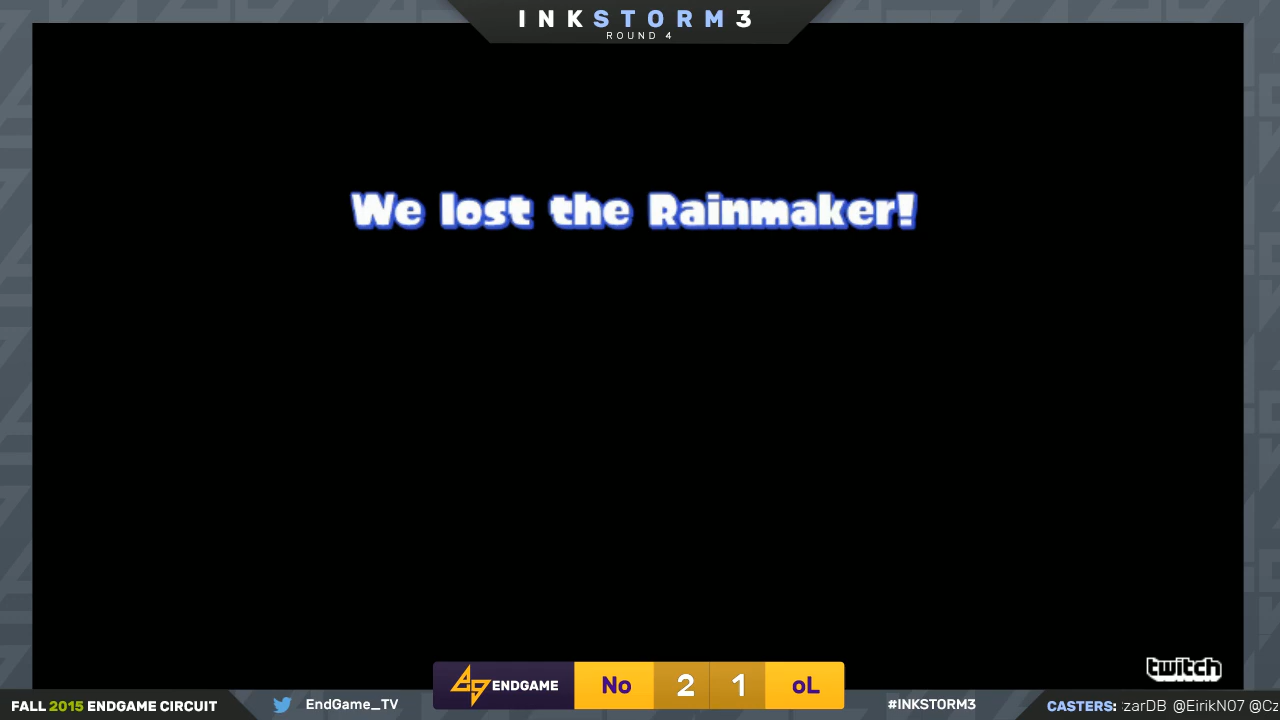 INKSTORM3
ROUND 4
We lost the Rainmaker!
twitch
ENDGAME No 2 1 oL
FALL 2015 ENDGAME CIRCUIT
EndGame_TV
#INKSTORM3
CASTERS: zarDB @EirikN07 @Cz